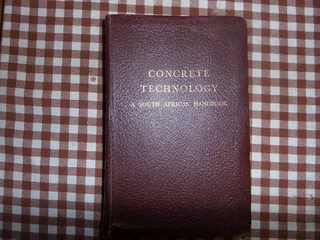 CONCRETE
TECHNOLOGY
A SOUTH AFRICAN HANDBOOK